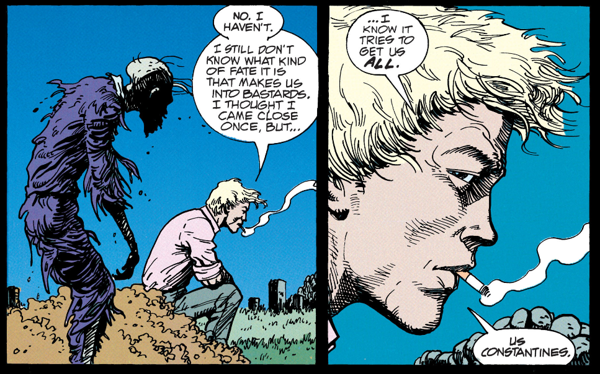 NO. I
HAVEN'T.
I STILL DON'T
KNOW WHAT KIND
OF FATE IT IS
THAT MAKES US
INTO BASTARDS.
I THOUGHT I
CAME CLOSE
ONCE, BUT...
...I
KNOW IT
TRIES TO
GET US
ALL.
US
CONSTANTINES.